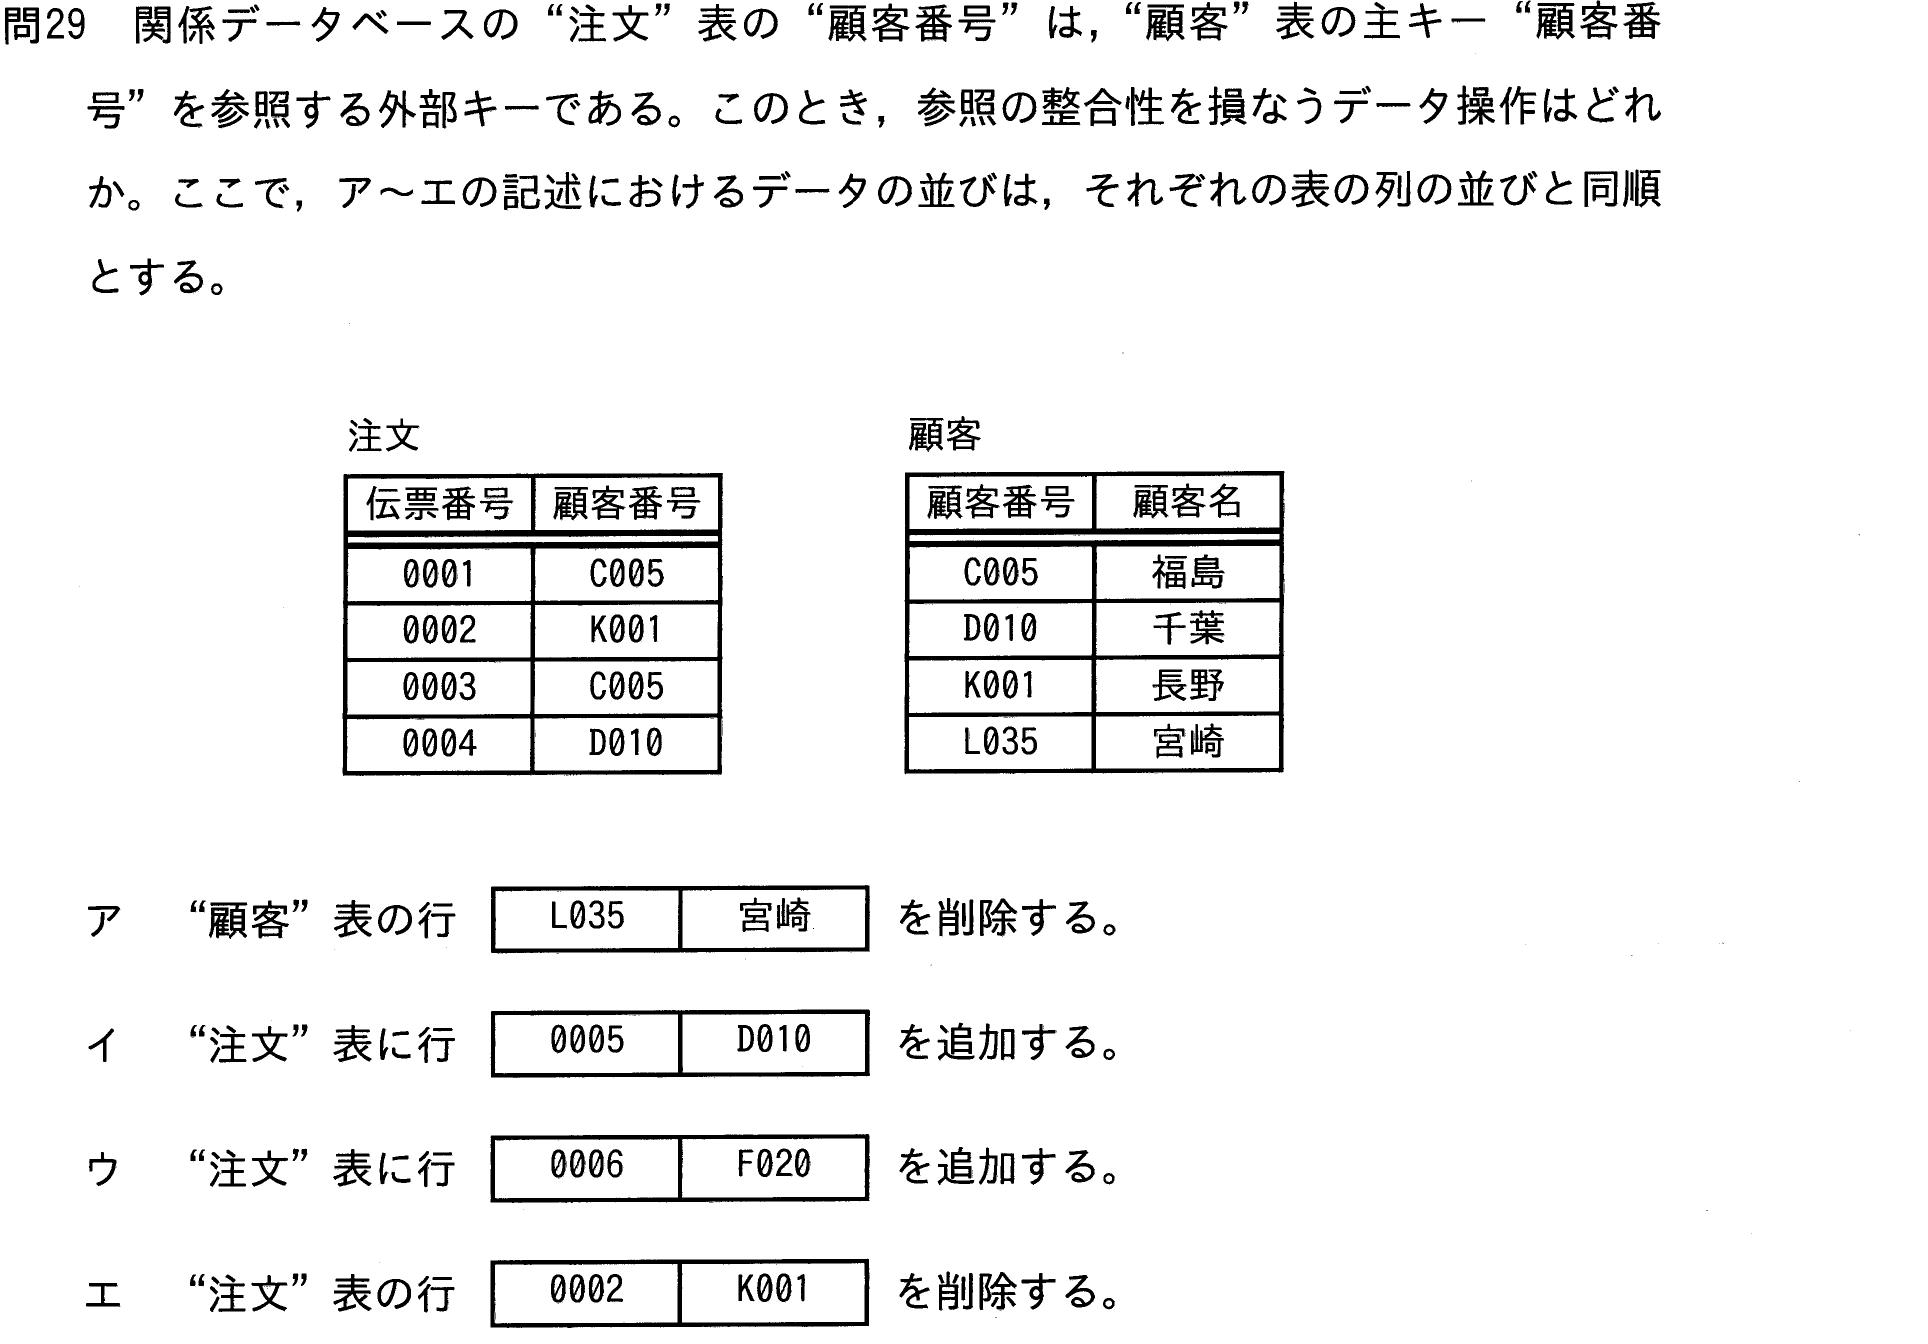 問29　関係データベースの“注文”表の“顧客番号”は，“顧客”表の主キー“顧客番
号”を参照する外部キーである。このとき，参照の整合性を損なうデータ操作はどれ
か。ここで，ア～エの記述におけるデータの並びは，それぞれの表の列の並びと同順
とする。
注文
伝票番号 顧客番号
0001 C005
0002 K001
0003 C005
0004 D010
顧客
顧客番号 顧客名
C005 福島
D010 千葉
K001 長野
L035 宮崎
ア　“顧客”表の行 L035 宮崎 を削除する。
イ　“注文”表に行 0005 D010 を追加する。
ウ　“注文”表に行 0006 F020 を追加する。
エ　“注文”表の行 0002 K001 を削除する。